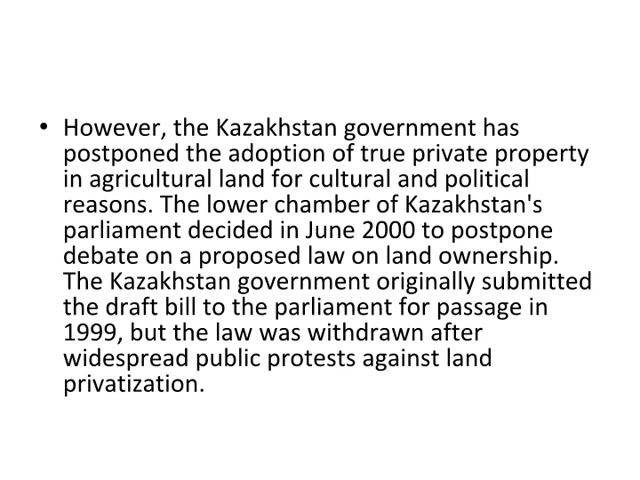 • However, the Kazakhstan government has
postponed the adoption of true private property
in agricultural land for cultural and political
reasons. The lower chamber of Kazakhstan's
parliament decided in June 2000 to postpone
debate on a proposed law on land ownership.
The Kazakhstan government originally submitted
the draft bill to the parliament for passage in
1999, but the law was withdrawn after
widespread public protests against land
privatization.